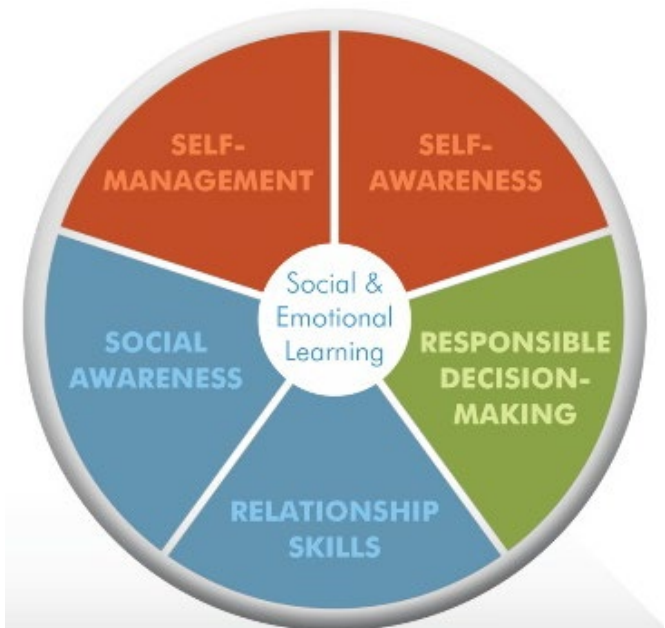 SELF-
MANAGEMENT
SELF-
AWARENESS
Social &
Emotional
Learning
SOCIAL
AWARENESS
RESPONSIBLE
DECISION-
MAKING
RELATIONSHIP
SKILLS